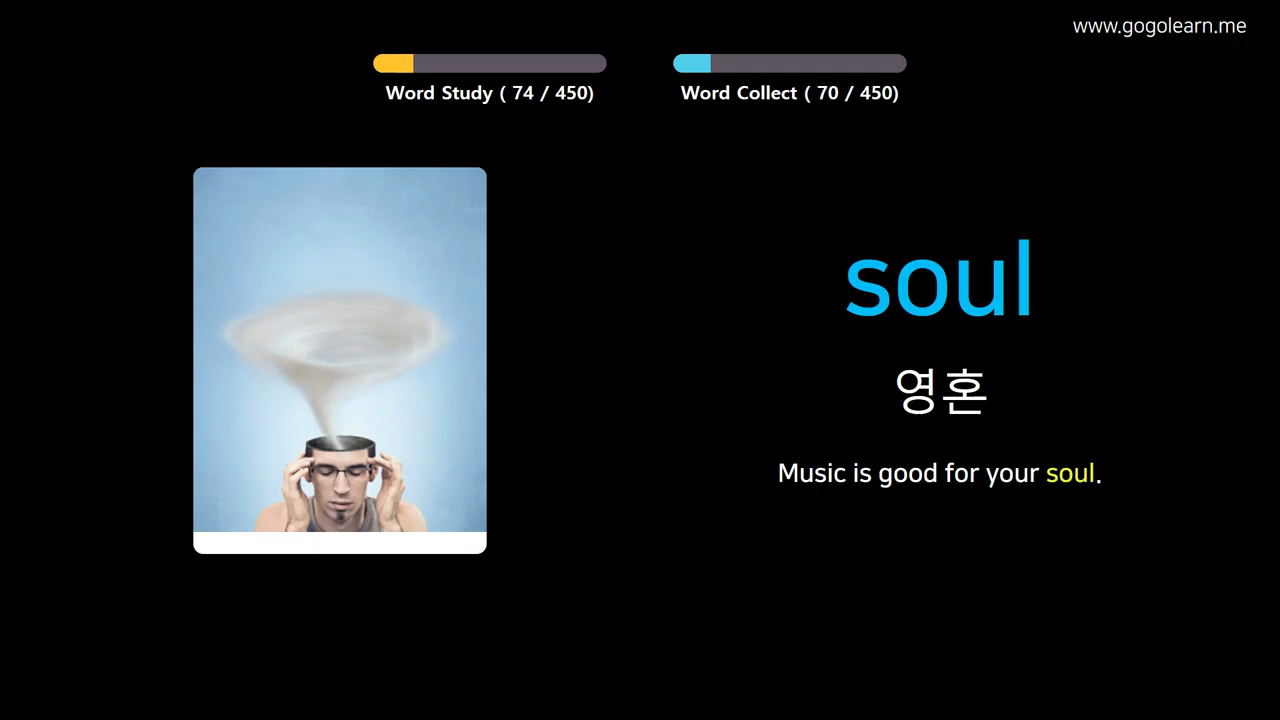 www.gogolearn.me
Word Study ( 74 / 450)
Word Collect ( 70 / 450)
soul
영혼
Music is good for your soul.